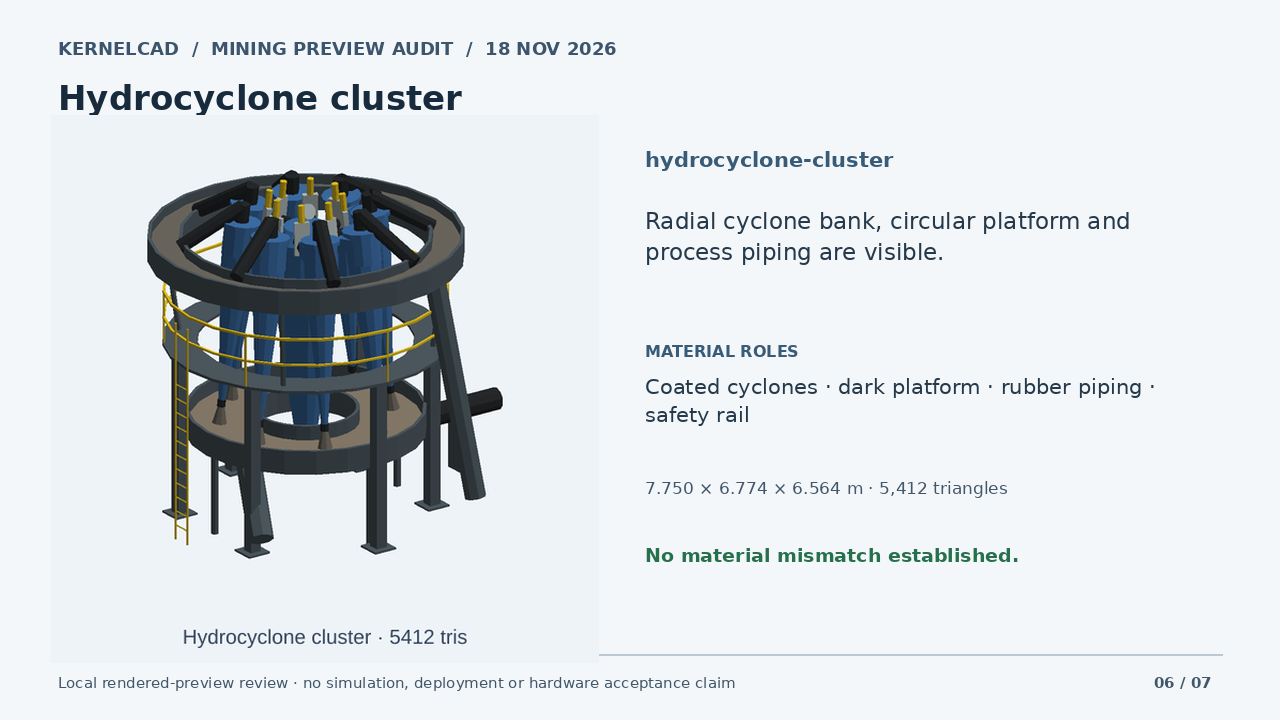 KERNELCAD / MINING PREVIEW AUDIT / 18 NOV 2026
Hydrocyclone cluster
hydrocyclone-cluster
Radial cyclone bank, circular platform and
process piping are visible.
MATERIAL ROLES
Coated cyclones · dark platform · rubber piping ·
safety rail
7.750 × 6.774 × 6.564 m · 5,412 triangles
No material mismatch established.
Hydrocyclone cluster · 5412 tris
Local rendered-preview review · no simulation, deployment or hardware acceptance claim
06 / 07